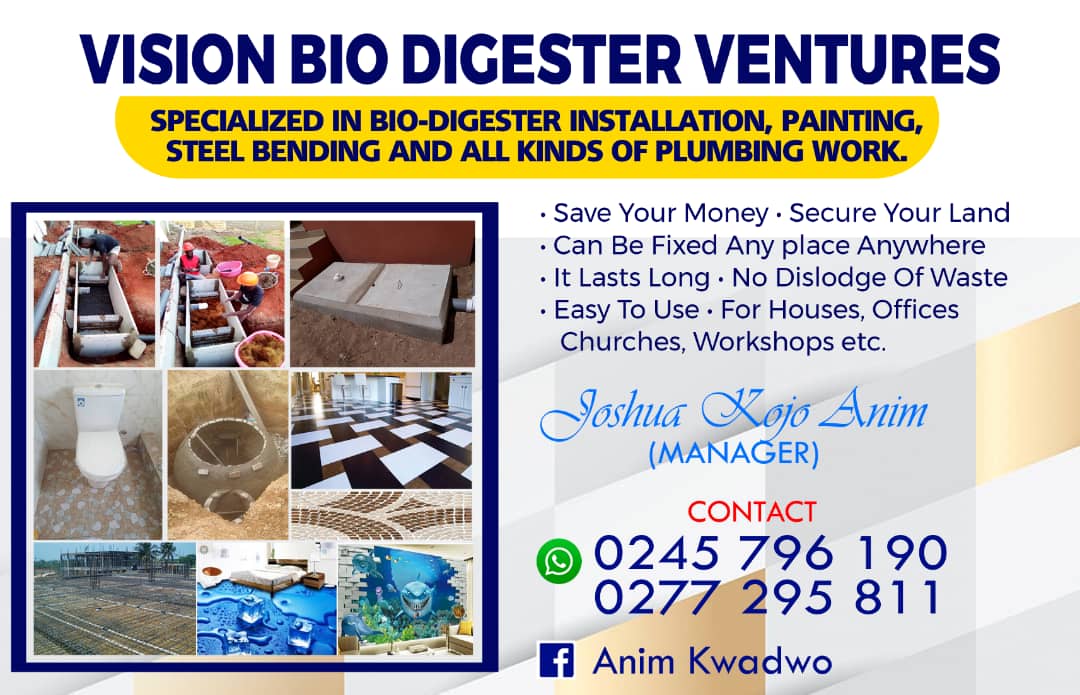 VISION BIO DIGESTER VENTURES
SPECIALIZED IN BIO-DIGESTER INSTALLATION, PAINTING,
STEEL BENDING AND ALL KINDS OF PLUMBING WORK.
• Save Your Money • Secure Your Land
• Can Be Fixed Any place Anywhere
• It Lasts Long • No Dislodge Of Waste
• Easy To Use • For Houses, Offices
Churches, Workshops etc.
Joshua Kojo Anim
(MANAGER)
CONTACT
0245 796 190
0277 295 811
Anim Kwadwo